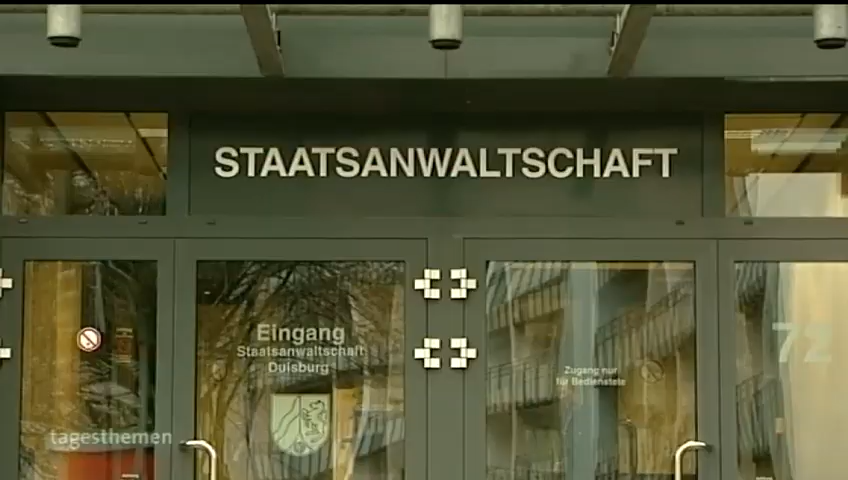 STAATSANWALTSCHAFT
Eingang
Staatsanwaltschaft
Duisburg
Zugang nur
für Bedienstete
72
tagesthemen